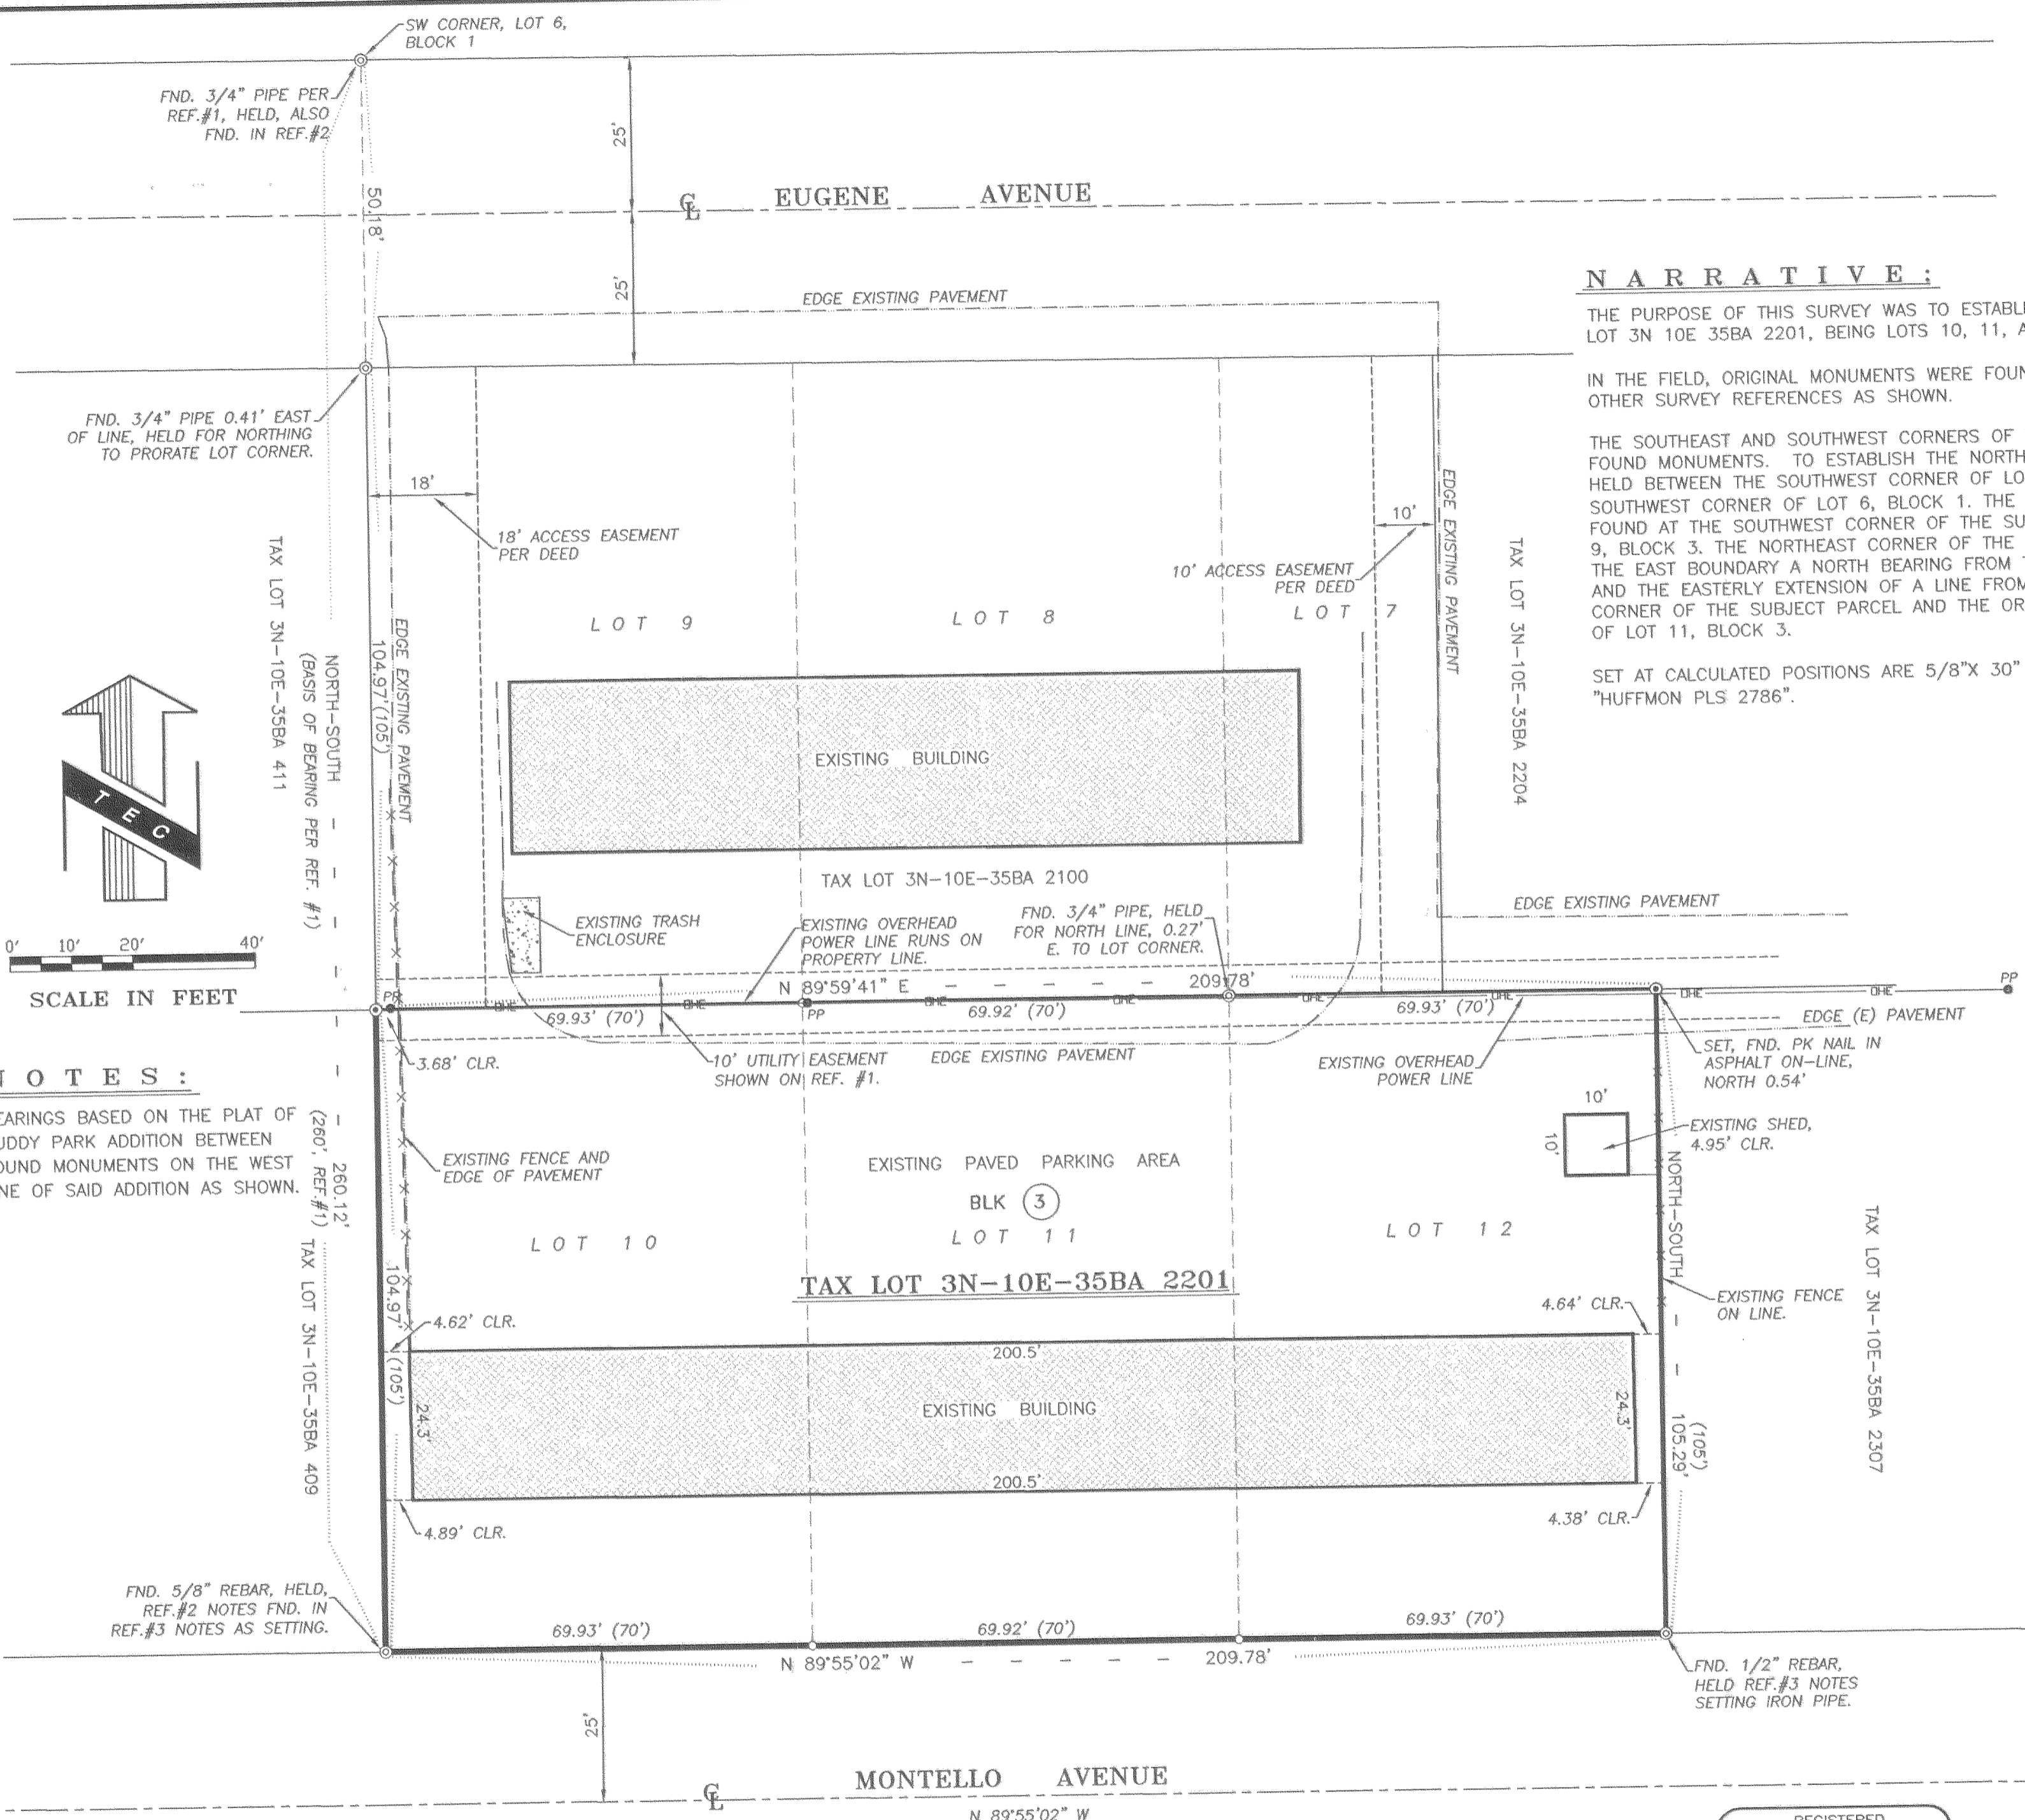 SW CORNER, LOT 6,
BLOCK 1
FND. 3/4" PIPE PER
REF.#1, HELD, ALSO
FND. IN REF.#2
25'
50.18'
℄ EUGENE AVENUE
25'
EDGE EXISTING PAVEMENT
N A R R A T I V E :
THE PURPOSE OF THIS SURVEY WAS TO ESTABL
LOT 3N 10E 35BA 2201, BEING LOTS 10, 11, A
IN THE FIELD, ORIGINAL MONUMENTS WERE FOUN
OTHER SURVEY REFERENCES AS SHOWN.
THE SOUTHEAST AND SOUTHWEST CORNERS OF
FOUND MONUMENTS. TO ESTABLISH THE NORTH
HELD BETWEEN THE SOUTHWEST CORNER OF LO
SOUTHWEST CORNER OF LOT 6, BLOCK 1. THE
FOUND AT THE SOUTHWEST CORNER OF THE SU
9, BLOCK 3. THE NORTHEAST CORNER OF THE
THE EAST BOUNDARY A NORTH BEARING FROM T
AND THE EASTERLY EXTENSION OF A LINE FROM
CORNER OF THE SUBJECT PARCEL AND THE OR
OF LOT 11, BLOCK 3.
SET AT CALCULATED POSITIONS ARE 5/8"X 30"
"HUFFMON PLS 2786".
FND. 3/4" PIPE 0.41' EAST
OF LINE, HELD FOR NORTHING
TO PRORATE LOT CORNER.
18'
18' ACCESS EASEMENT
PER DEED
10'
10' ACCESS EASEMENT
PER DEED
EDGE EXISTING PAVEMENT
TAX LOT 3N-10E-35BA 2204
TAX LOT 3N-10E-35BA 411
NORTH-SOUTH
(BASIS OF BEARING PER REF. #1)
104.97'(105')
EDGE EXISTING PAVEMENT
LOT 9
LOT 8
LOT 7
EXISTING BUILDING
TEC
0' 10' 20' 40'
SCALE IN FEET
TAX LOT 3N-10E-35BA 2100
EXISTING TRASH
ENCLOSURE
EXISTING OVERHEAD
POWER LINE RUNS ON
PROPERTY LINE.
FND. 3/4" PIPE, HELD
FOR NORTH LINE, 0.27'
E. TO LOT CORNER.
EDGE EXISTING PAVEMENT
N 89°59'41" E 209.78'
PP
PP
PP
OHE OHE OHE OHE OHE OHE OHE
69.93' (70')
69.92' (70')
69.93' (70')
EDGE (E) PAVEMENT
3.68' CLR.
10' UTILITY EASEMENT
SHOWN ON REF. #1.
EDGE EXISTING PAVEMENT
EXISTING OVERHEAD
POWER LINE
SET, FND. PK NAIL IN
ASPHALT ON-LINE,
NORTH 0.54'
O T E S :
EARINGS BASED ON THE PLAT OF
UDDY PARK ADDITION BETWEEN
OUND MONUMENTS ON THE WEST
NE OF SAID ADDITION AS SHOWN.
260.12'
(260', REF.#1)
10'
10'
EXISTING SHED,
4.95' CLR.
EXISTING FENCE AND
EDGE OF PAVEMENT
EXISTING PAVED PARKING AREA
BLK 3
LOT 10
LOT 11
LOT 12
TAX LOT 3N-10E-35BA 2201
NORTH-SOUTH
TAX LOT 3N-10E-35BA 2307
TAX LOT 3N-10E-35BA 409
104.97'
(105')
4.62' CLR.
4.64' CLR.
EXISTING FENCE
ON LINE.
200.5'
24.3'
EXISTING BUILDING
24.3'
(105')
105.29'
200.5'
4.89' CLR.
4.38' CLR.
FND. 5/8" REBAR, HELD,
REF.#2 NOTES FND. IN
REF.#3 NOTES AS SETTING.
69.93' (70')
69.92' (70')
69.93' (70')
N 89°55'02" W 209.78'
FND. 1/2" REBAR,
HELD REF.#3 NOTES
SETTING IRON PIPE.
25'
℄ MONTELLO AVENUE
N 89°55'02" W
REGISTERED